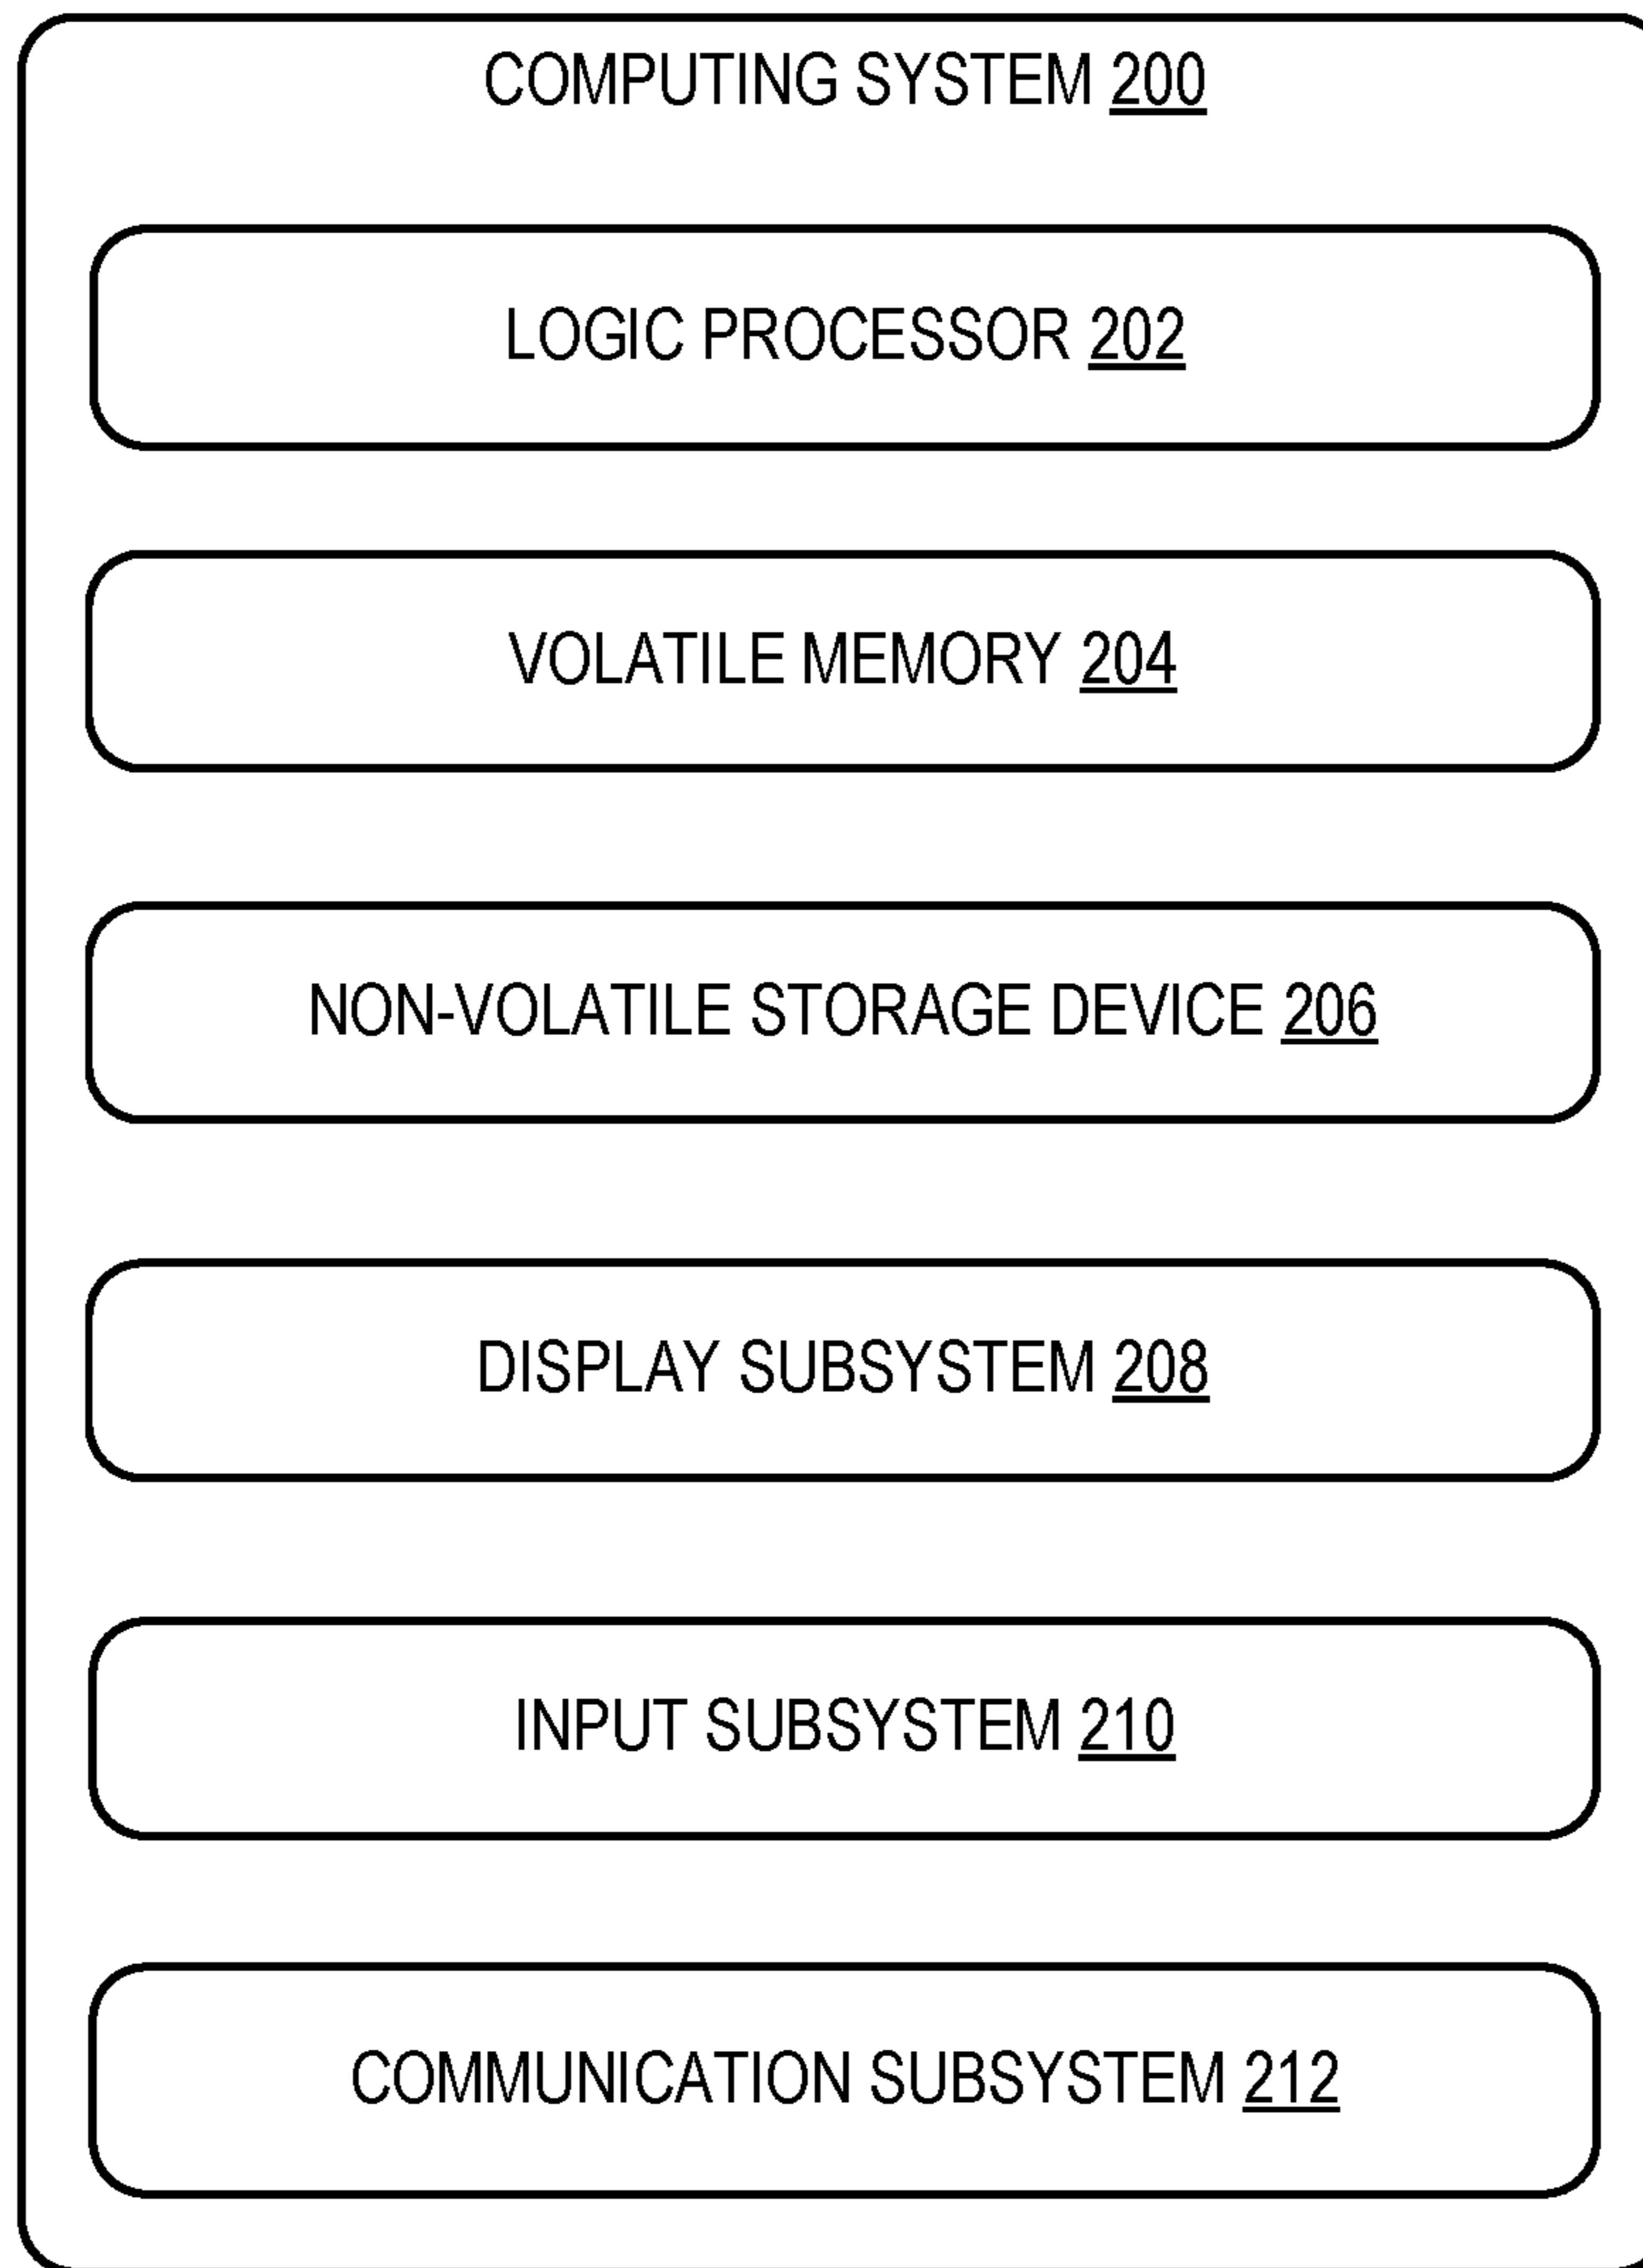 COMPUTING SYSTEM 200
LOGIC PROCESSOR 202
VOLATILE MEMORY 204
NON-VOLATILE STORAGE DEVICE 206
DISPLAY SUBSYSTEM 208
INPUT SUBSYSTEM 210
COMMUNICATION SUBSYSTEM 212